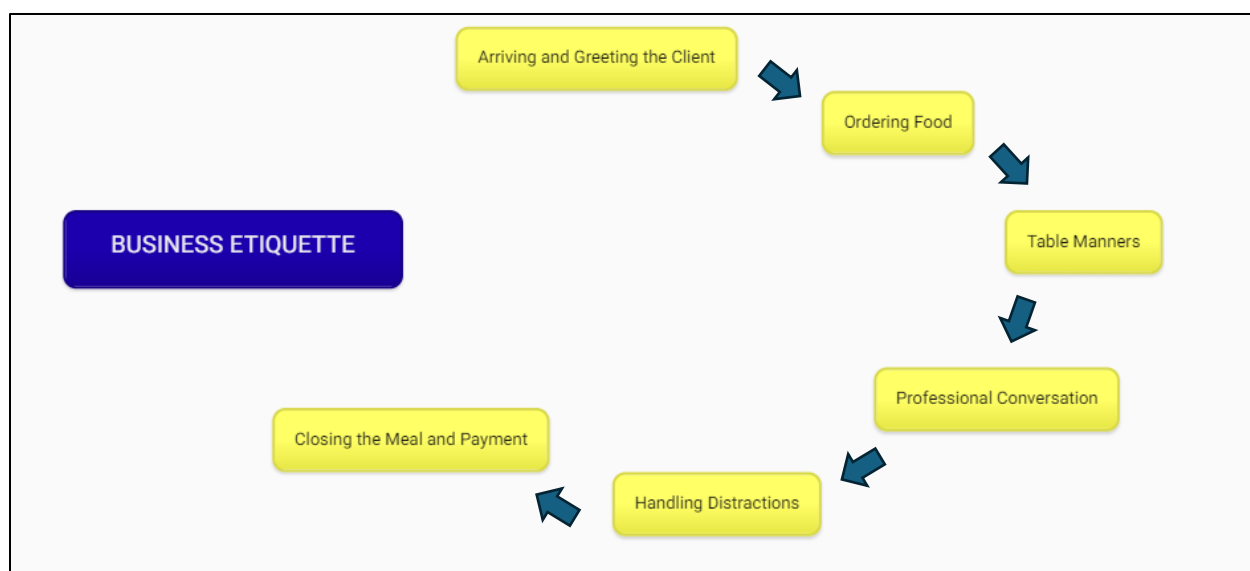 BUSINESS ETIQUETTE
Arriving and Greeting the Client
Ordering Food
Table Manners
Professional Conversation
Handling Distractions
Closing the Meal and Payment